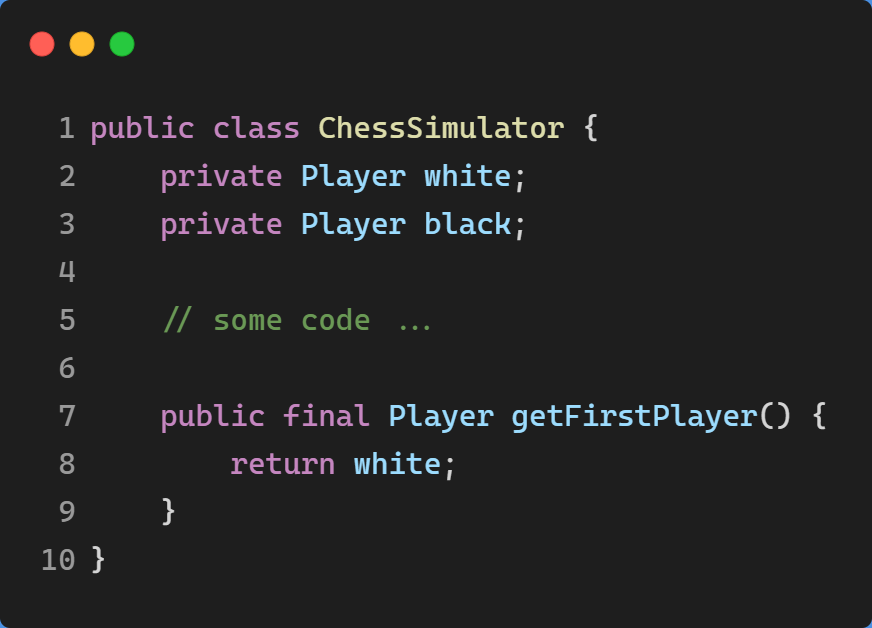 1 public class ChessSimulator {
2     private Player white;
3     private Player black;
4
5     // some code ...
6
7     public final Player getFirstPlayer() {
8         return white;
9     }
10 }